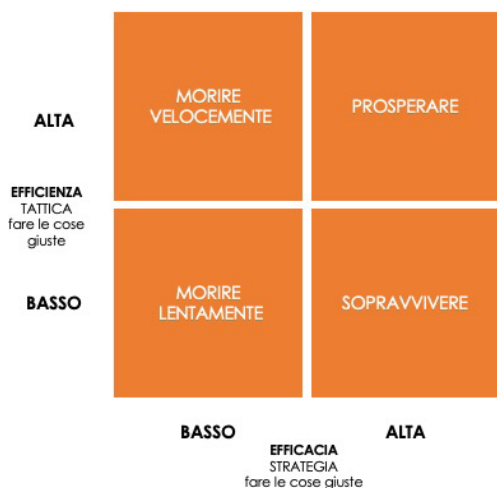 MORIRE
VELOCEMENTE
PROSPERARE
ALTA
EFFICIENZA
TATTICA
fare le cose
giuste
MORIRE
LENTAMENTE
SOPRAVVIVERE
BASSO
BASSO
ALTA
EFFICACIA
STRATEGIA
fare le cose giuste